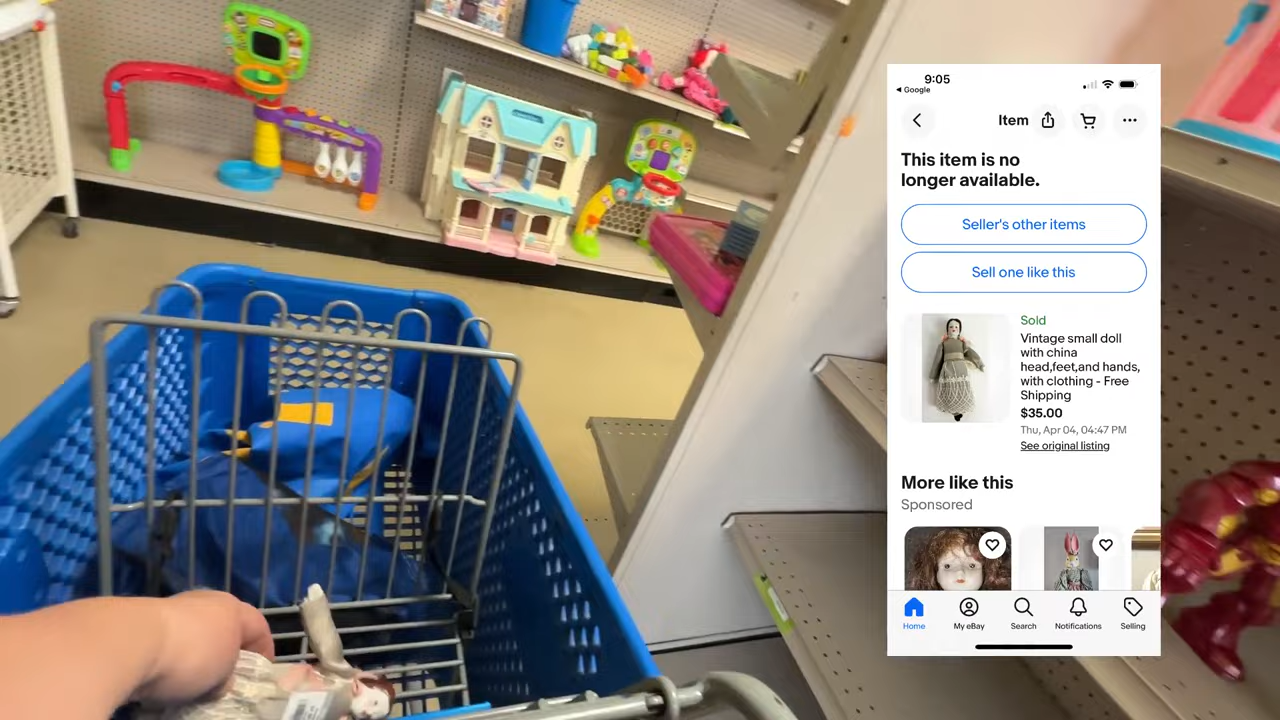 9:05
Google
Item
This item is no
longer available.
Seller's other items
Sell one like this
Sold
Vintage small doll
with china
head,feet,and hands,
with clothing - Free
Shipping
$35.00
Thu, Apr 04, 04:47 PM
See original listing
More like this
Sponsored
Home
My eBay
Search
Notifications
Selling